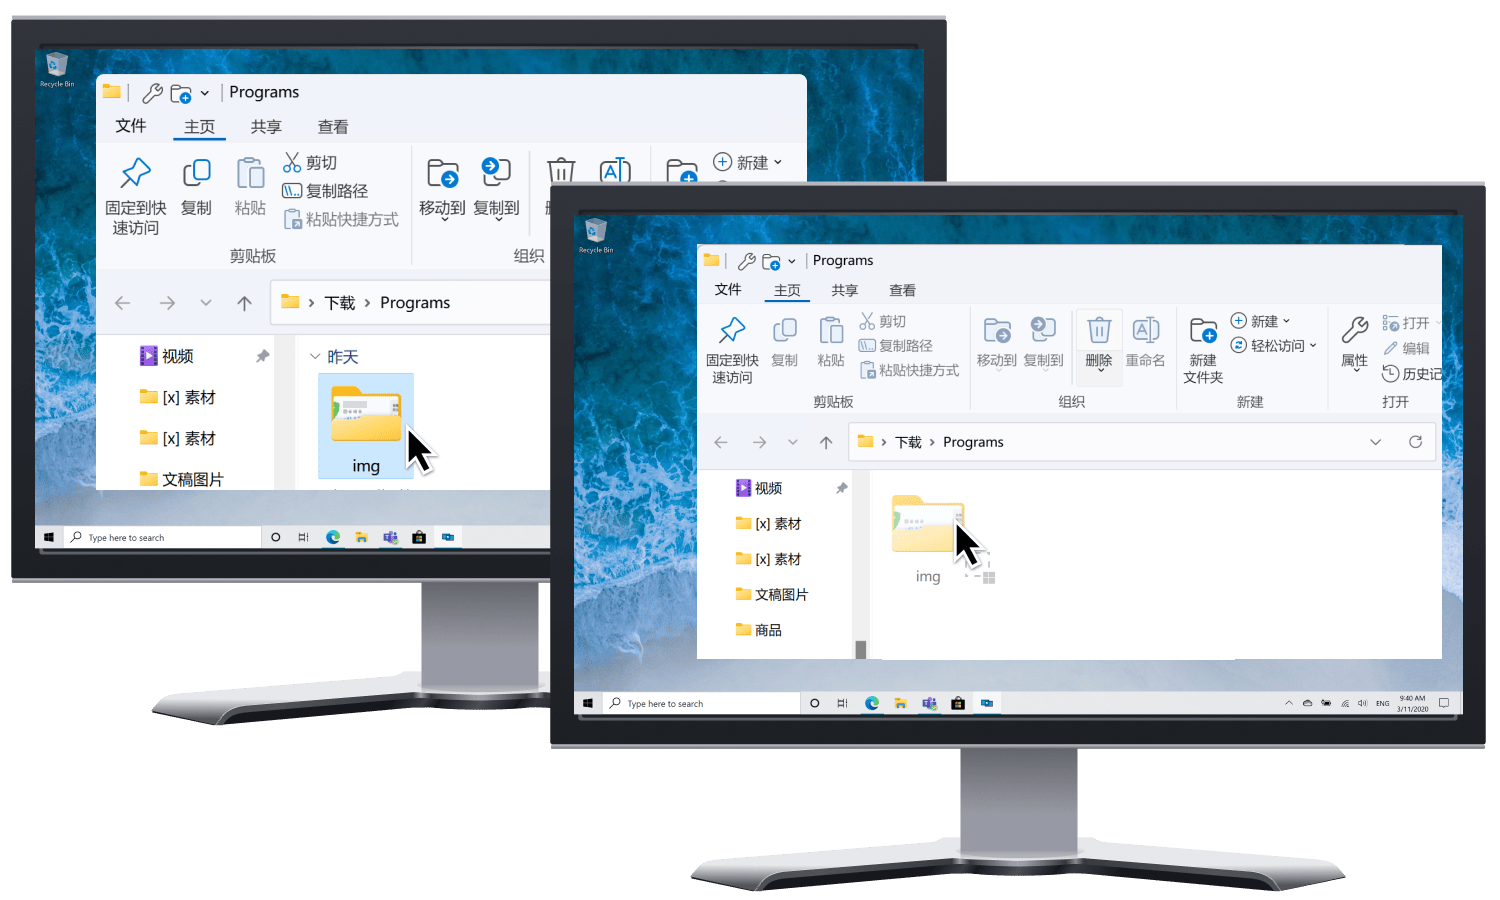 Recycle Bin
Programs
文件 主页 共享 查看
固定到快
速访问
复制
粘贴
剪切
复制路径
粘贴快捷方式
剪贴板
移动到 复制到
组织
新建
下载 Programs
视频
[x] 素材
[x] 素材
文稿图片
昨天
img
Type here to search
Recycle Bin
Programs
文件 主页 共享 查看
固定到快
速访问
复制
粘贴
剪切
复制路径
粘贴快捷方式
剪贴板
移动到 复制到
删除
重命名
组织
新建
文件夹
新建
轻松访问
新建
属性
打开
编辑
历史记
打开
下载 Programs
视频
[x] 素材
[x] 素材
文稿图片
商品
img
Type here to search
ENG
9:40 AM
3/11/2020